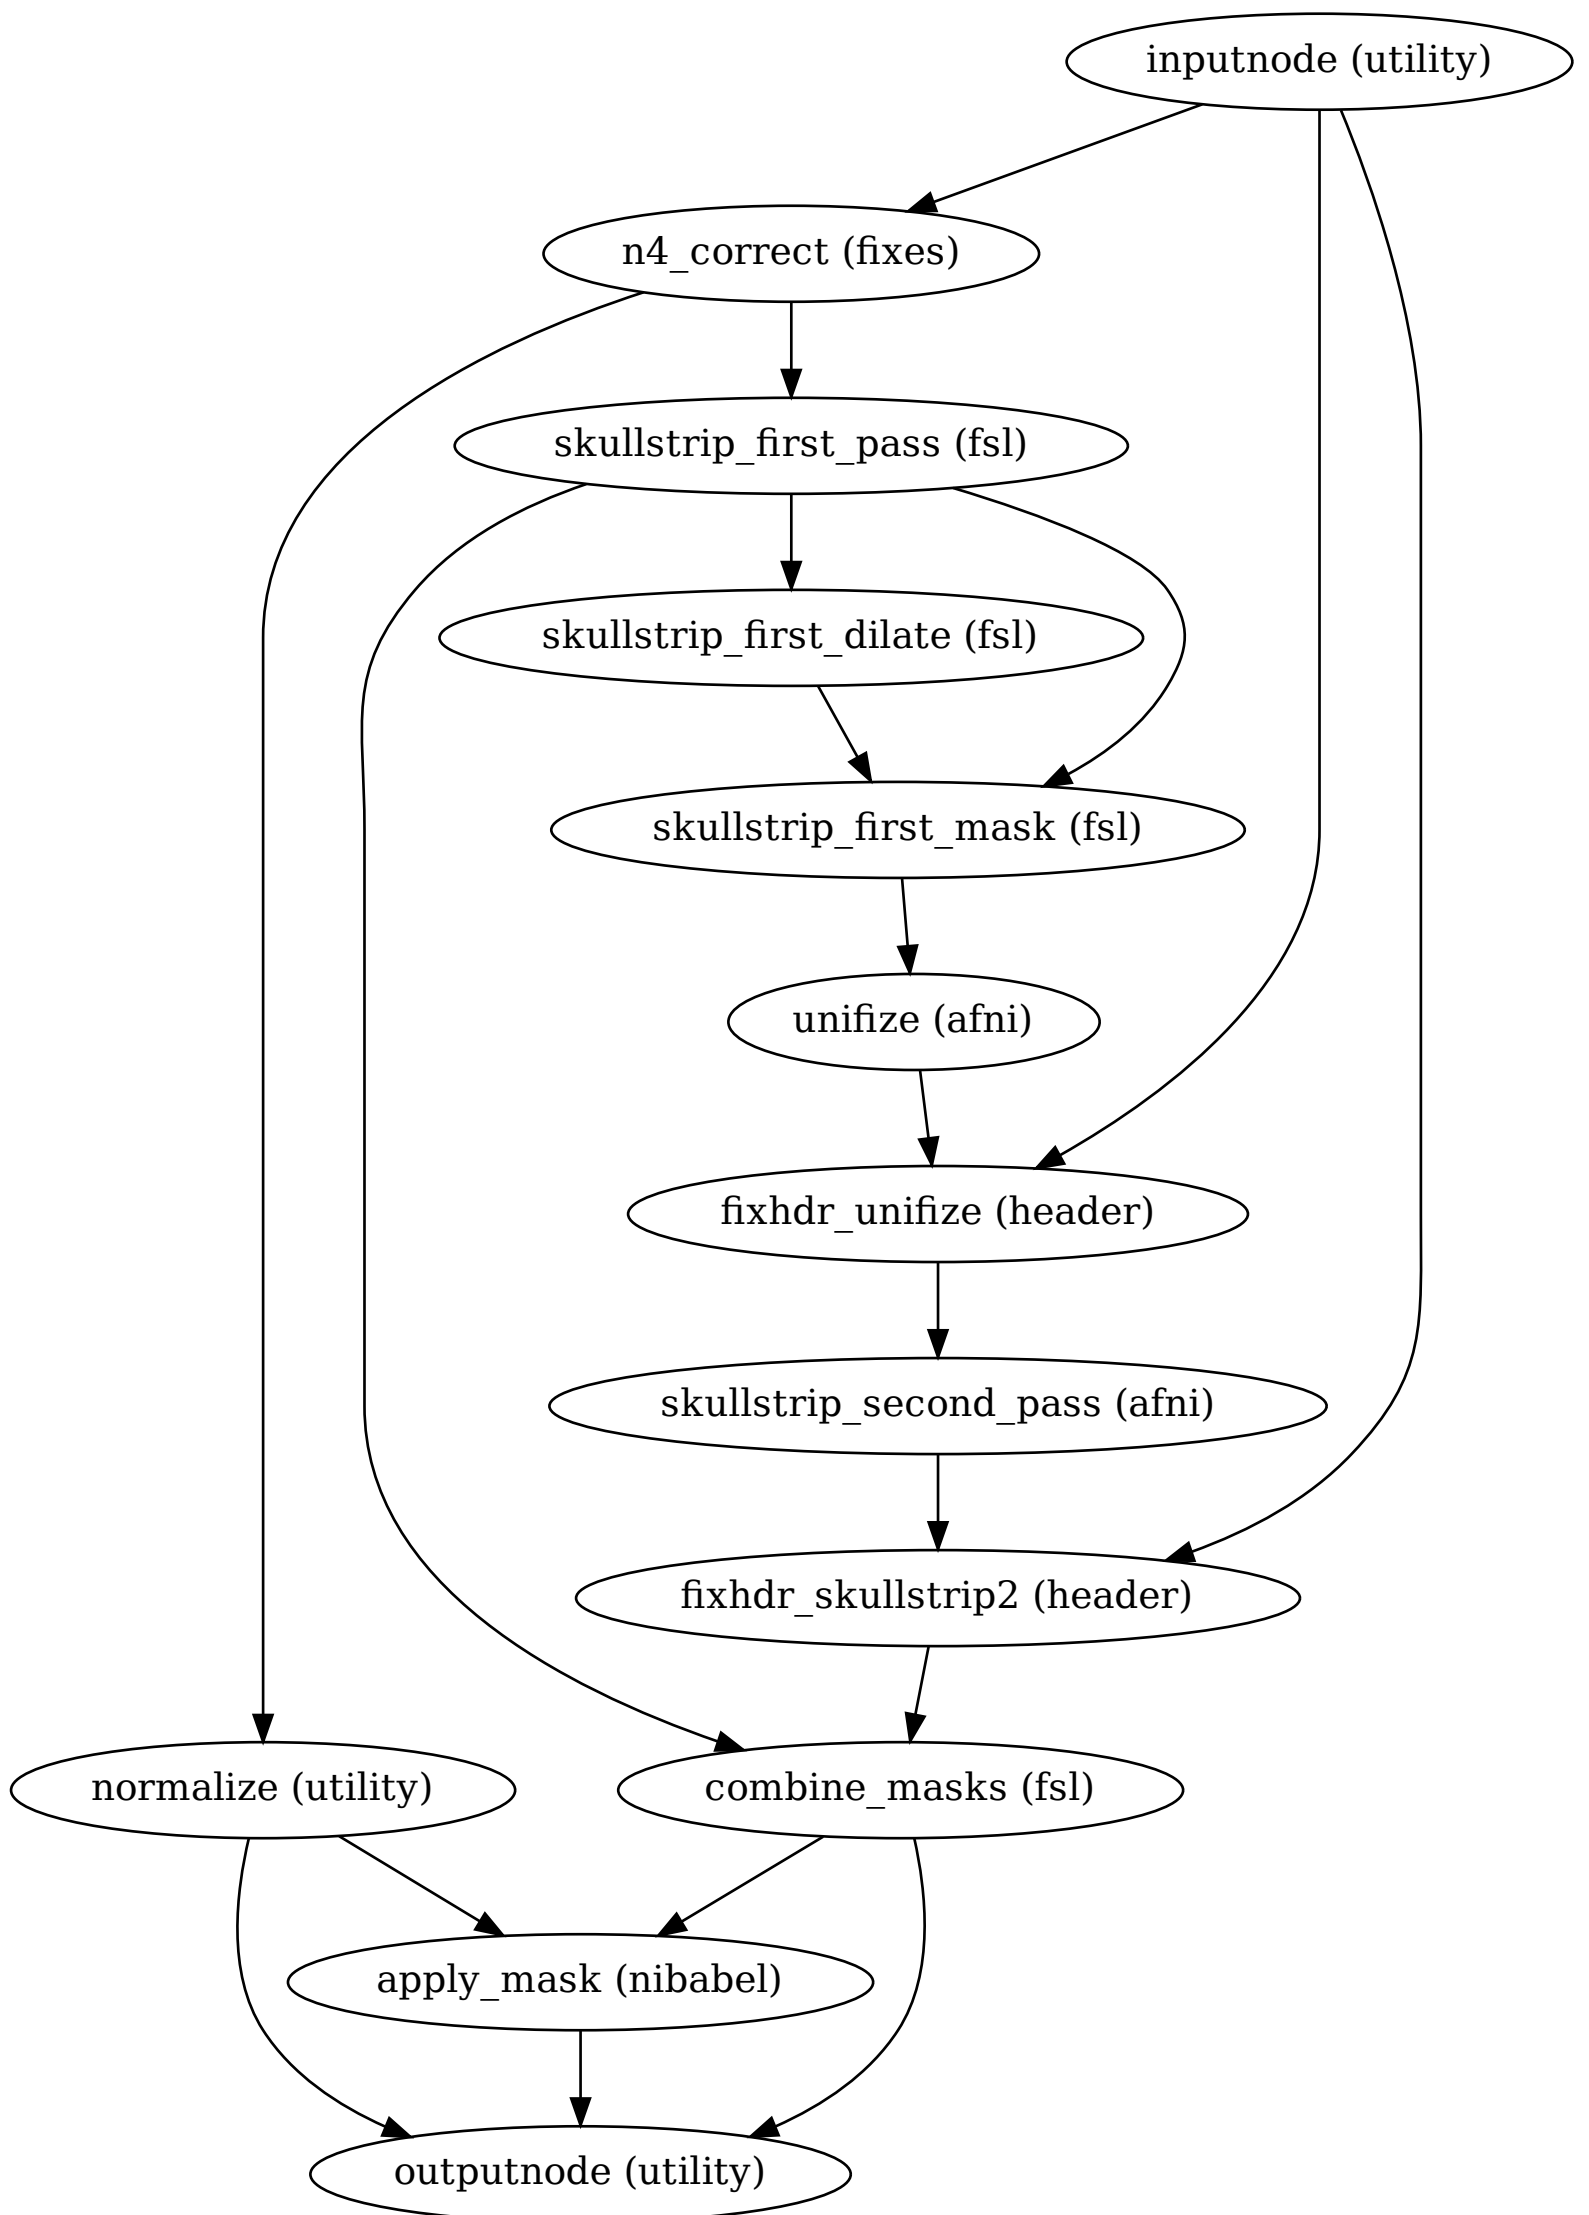 inputnode (utility)
n4_correct (fixes)
skullstrip_first_pass (fsl)
skullstrip_first_dilate (fsl)
skullstrip_first_mask (fsl)
unifize (afni)
fixhdr_unifize (header)
skullstrip_second_pass (afni)
fixhdr_skullstrip2 (header)
normalize (utility)
combine_masks (fsl)
apply_mask (nibabel)
outputnode (utility)